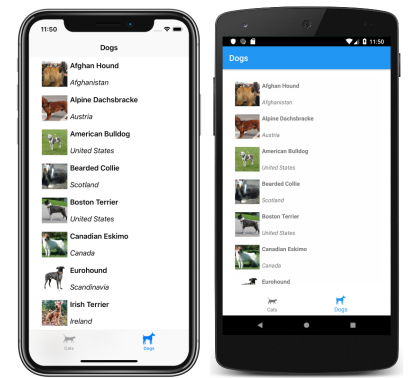 11:50
Dogs
Afghan Hound
Afghanistan
Alpine Dachsbracke
Austria
American Bulldog
United States
Bearded Collie
Scotland
Boston Terrier
United States
Canadian Eskimo
Canada
Eurohound
Scandinavia
Irish Terrier
Ireland
Cats
Dogs
11:50
Dogs
Afghan Hound
Afghanistan
Alpine Dachsbracke
Austria
American Bulldog
United States
Bearded Collie
Scotland
Boston Terrier
United States
Canadian Eskimo
Canada
Eurohound
Cats
Dogs